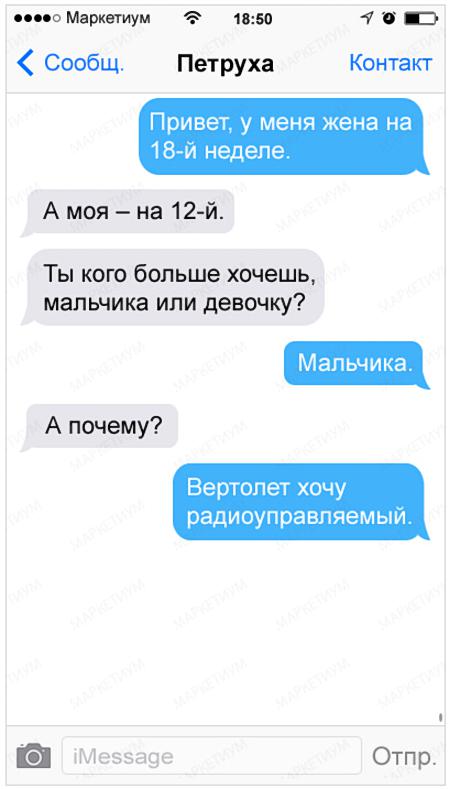 Маркетиум 18:50
Сообщ. Петруха Контакт
Привет, у меня жена на
18-й неделе.
А моя – на 12-й.
Ты кого больше хочешь,
мальчика или девочку?
Мальчика.
А почему?
Вертолет хочу
радиоуправляемый.
iMessage Отпр.
МАРКЕТИУМ